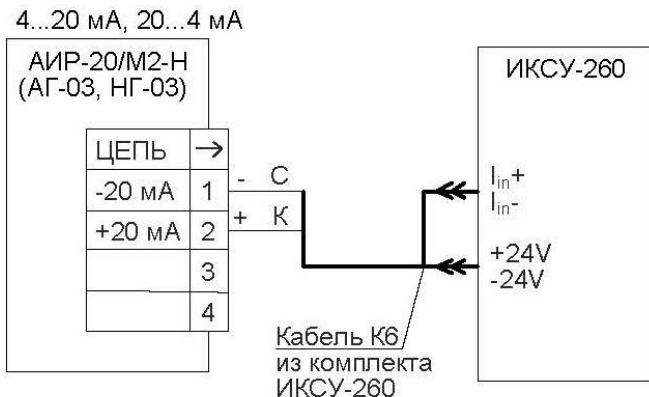 4...20 мА, 20...4 мА
АИР-20/М2-Н
(АГ-03, НГ-03)
ИКСУ-260
ЦЕПЬ →
-20 мА 1 - С
+20 мА 2 + К
3
4
Iin+
Iin-
+24V
-24V
Кабель К6
из комплекта
ИКСУ-260